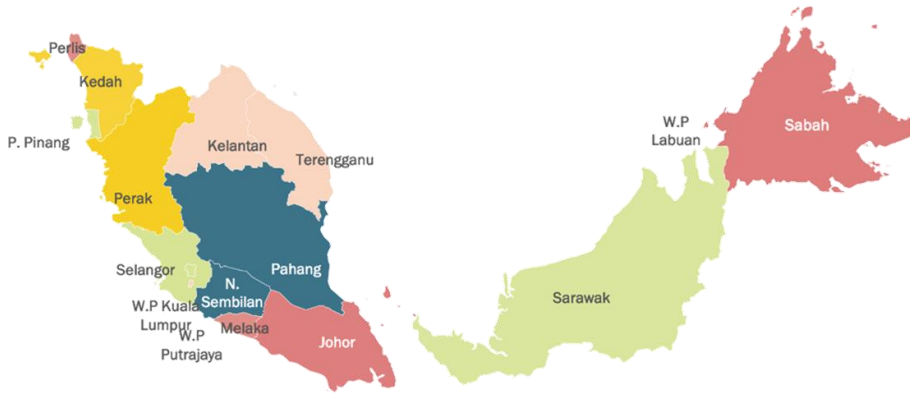 Perlis
Kedah
P. Pinang
Perak
Kelantan
Terengganu
Selangor
Pahang
N.
Sembilan
W.P Kuala
Lumpur
W.P
Putrajaya
Melaka
Johor
W.P
Labuan
Sabah
Sarawak